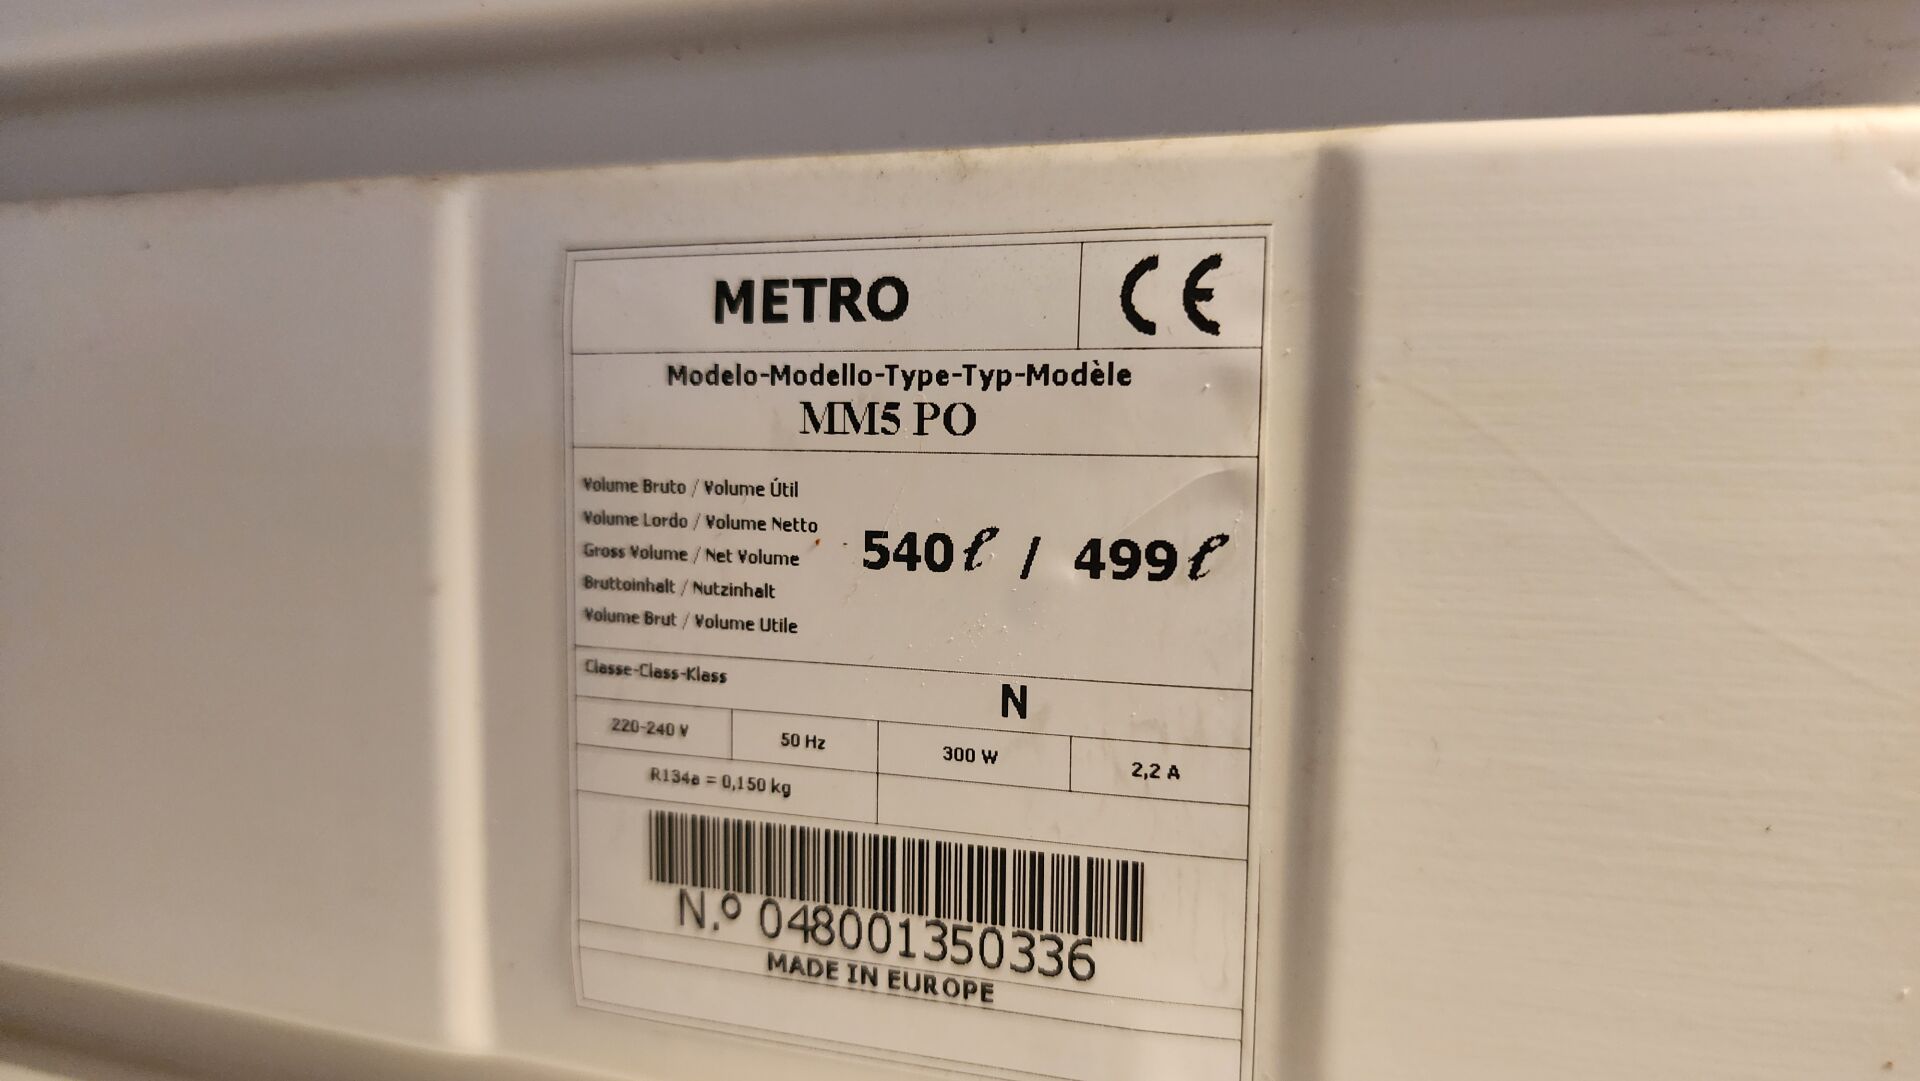 METRO CE
Modelo-Modello-Type-Typ-Modèle
MM5 PO
Volume Bruto / Volume Útil
Volume Lordo / Volume Netto
Gross Volume / Net Volume
Bruttoinhalt / Nutzinhalt
Volume Brut / Volume Utile
540ℓ / 499ℓ
Classe-Class-Klass
N
220-240 V 50 Hz 300 W 2,2 A
R134a = 0,150 kg
N.º 048001350336
MADE IN EUROPE